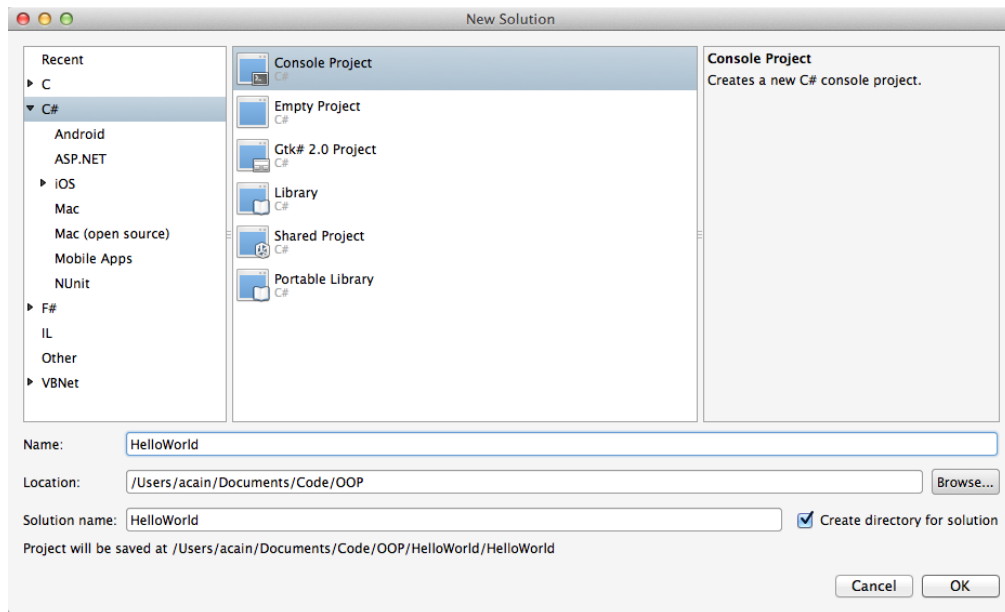 New Solution
Recent
C
C#
Android
ASP.NET
iOS
Mac
Mac (open source)
Mobile Apps
NUnit
F#
IL
Other
VBNet
Console Project
C#
Empty Project
C#
Gtk# 2.0 Project
C#
Library
C#
Shared Project
C#
Portable Library
C#
Console Project
Creates a new C# console project.
Name: HelloWorld
Location: /Users/acain/Documents/Code/OOP Browse...
Solution name: HelloWorld Create directory for solution
Project will be saved at /Users/acain/Documents/Code/OOP/HelloWorld/HelloWorld
Cancel OK